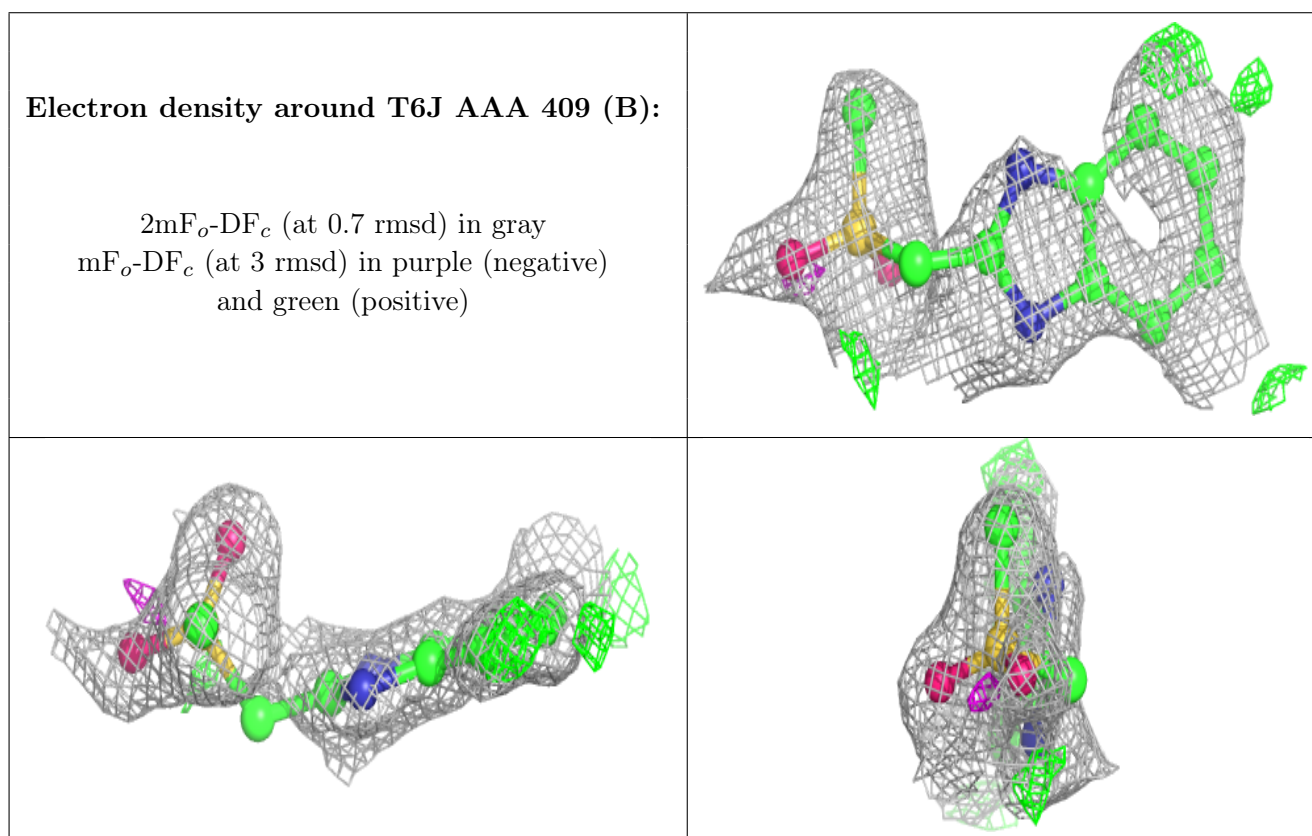 Electron density around T6J AAA 409 (B):
2mFo-DFc (at 0.7 rmsd) in gray
mFo-DFc (at 3 rmsd) in purple (negative)
and green (positive)